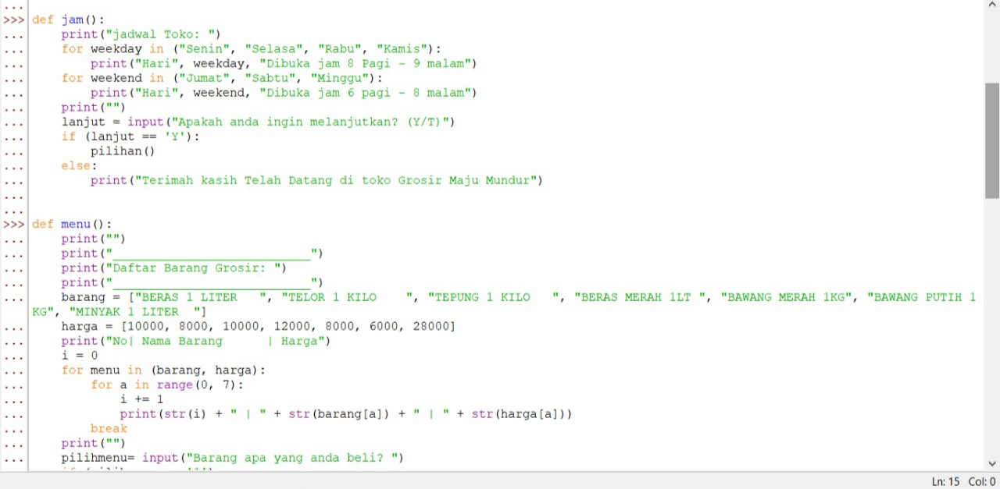 ...
>>> def jam():
...     print("jadwal Toko: ")
...     for weekday in ("Senin", "Selasa", "Rabu", "Kamis"):
...         print("Hari", weekday, "Dibuka jam 8 Pagi - 9 malam")
...     for weekend in ("Jumat", "Sabtu", "Minggu"):
...         print("Hari", weekend, "Dibuka jam 6 pagi - 8 malam")
...     print("")
...     lanjut = input("Apakah anda ingin melanjutkan? (Y/T)")
...     if (lanjut == 'Y'):
...         pilihan()
...     else:
...         print("Terimah kasih Telah Datang di toko Grosir Maju Mundur")
...
...
>>> def menu():
...     print("")
...     print("___________________________")
...     print("Daftar Barang Grosir: ")
...     print("___________________________")
...     barang = ["BERAS 1 LITER   ", "TELOR 1 KILO    ", "TEPUNG 1 KILO   ", "BERAS MERAH 1LT ", "BAWANG MERAH 1KG", "BAWANG PUTIH 1
KG", "MINYAK 1 LITER  "]
...     harga = [10000, 8000, 10000, 12000, 8000, 6000, 28000]
...     print("No| Nama Barang      | Harga")
...     i = 0
...     for menu in (barang, harga):
...         for a in range(0, 7):
...             i += 1
...             print(str(i) + " | " + str(barang[a]) + " | " + str(harga[a]))
...         break
...     print("")
...     pilihmenu= input("Barang apa yang anda beli? ")
Ln: 15 Col: 0